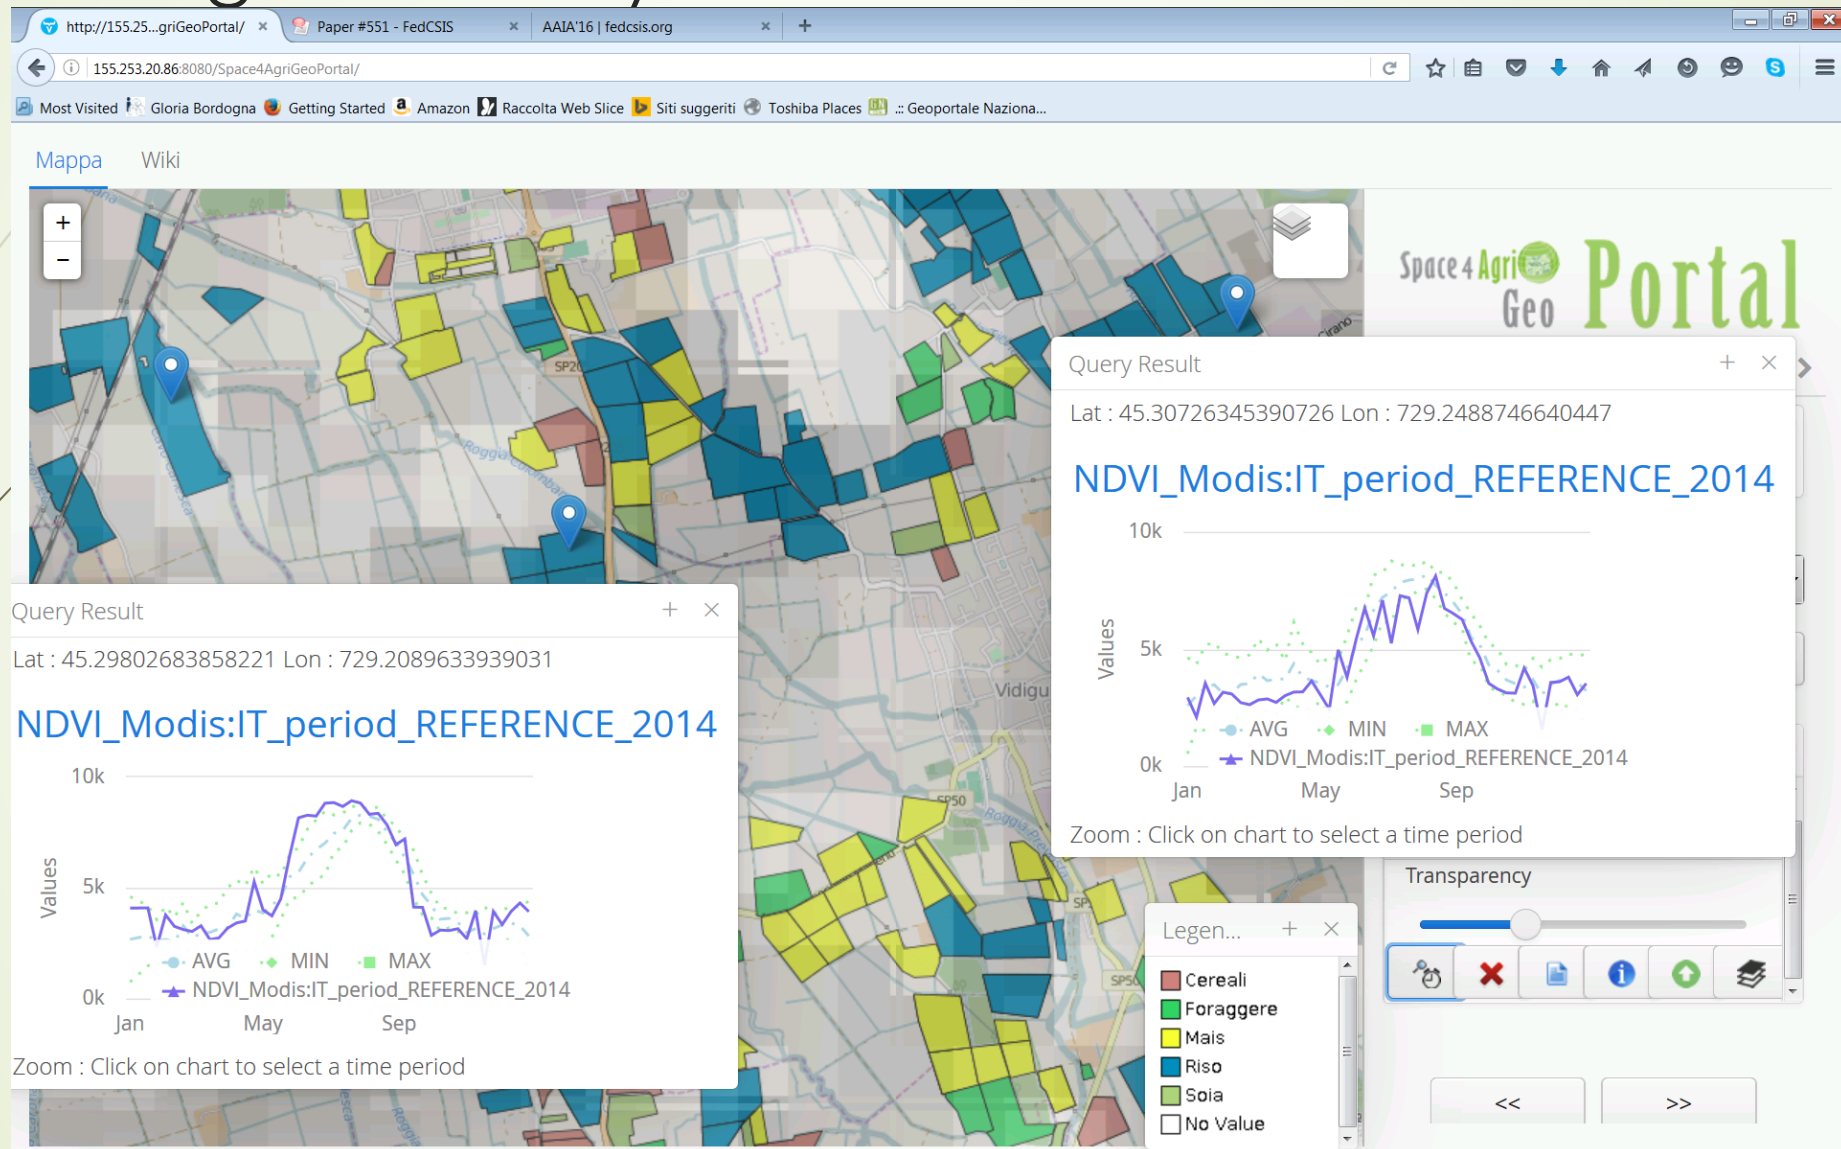 http://155.25...griGeoPortal/ Paper #551 - FedCSIS AAIA'16 | fedcsis.org
155.253.20.86:8080/Space4AgriGeoPortal/
Most Visited Gloria Bordogna Getting Started Amazon Raccolta Web Slice Siti suggeriti Toshiba Places .:: Geoportale Naziona...
Mappa Wiki
+
−
Space 4 Agri
Geo Portal
SP20
Roggia Colombana
Cirano
Query Result
Lat : 45.30726345390726 Lon : 729.2488746640447
NDVI_Modis:IT_period_REFERENCE_2014
10k
5k
0k
Values
AVG MIN MAX
NDVI_Modis:IT_period_REFERENCE_2014
Jan May Sep
Zoom : Click on chart to select a time period
Query Result
Lat : 45.29802683858221 Lon : 729.2089633939031
NDVI_Modis:IT_period_REFERENCE_2014
10k
5k
0k
Values
AVG MIN MAX
NDVI_Modis:IT_period_REFERENCE_2014
Jan May Sep
Zoom : Click on chart to select a time period
Vidigu
SP50
SP50
Transparency
Legen...
Cereali
Foraggere
Mais
Riso
Soia
No Value
<< >>